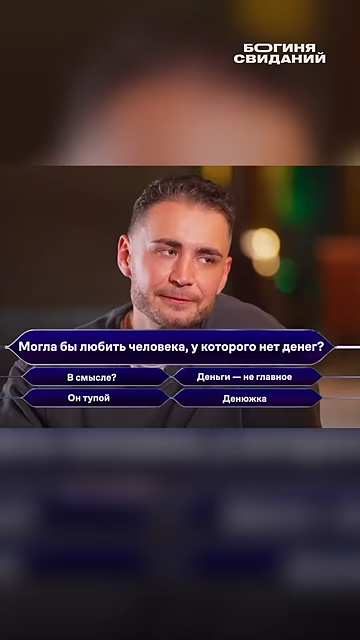 БОГИНЯ
СВИДАНИЙ
Могла бы любить человека, у которого нет денег?
В смысле?
Деньги — не главное
Он тупой
Денюжка